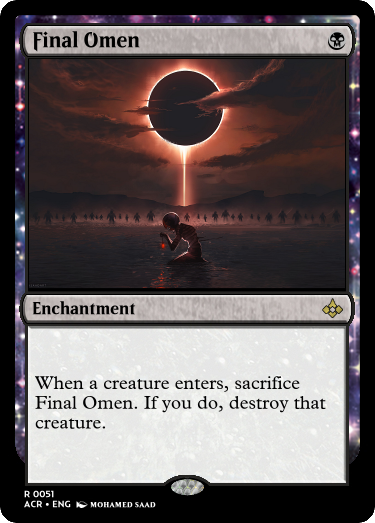 Final Omen
Enchantment
When a creature enters, sacrifice
Final Omen. If you do, destroy that
creature.
R 0051
ACR • ENG MOHAMED SAAD